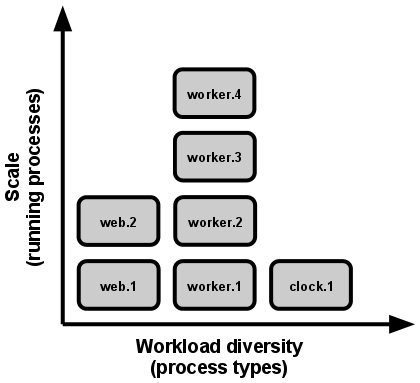 Scale
(running processes)
worker.4
worker.3
web.2
worker.2
web.1
worker.1
clock.1
Workload diversity
(process types)